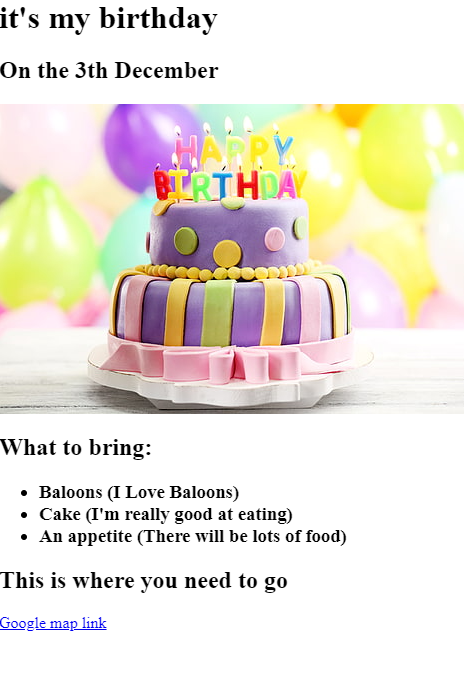 it's my birthday
On the 3th December
HAPPY
BIRTHDAY
What to bring:
Baloons (I Love Baloons)
Cake (I'm really good at eating)
An appetite (There will be lots of food)
This is where you need to go
Google map link